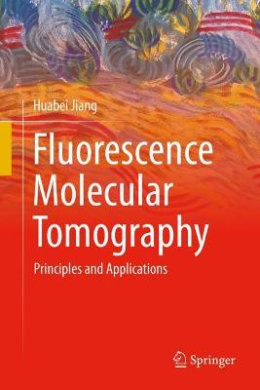 Huabei Jiang
Fluorescence
Molecular
Tomography
Principles and Applications
Springer